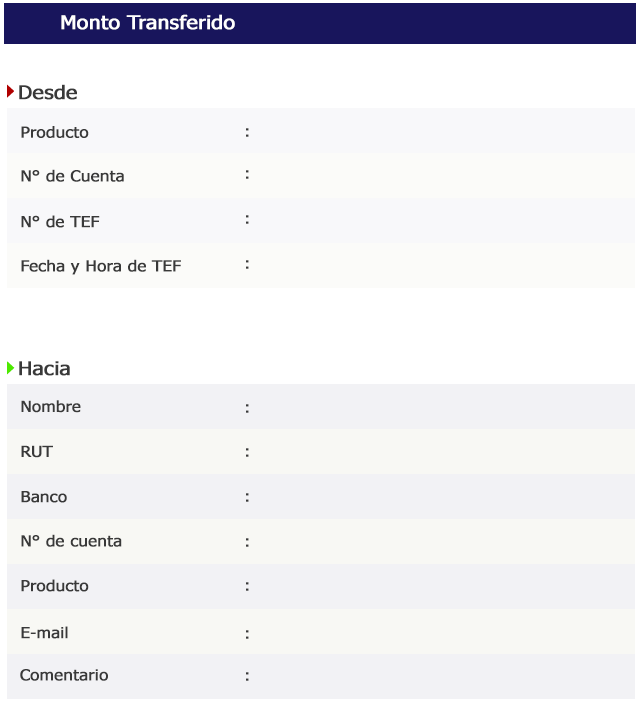 Monto Transferido
Desde
Producto :
N° de Cuenta :
N° de TEF :
Fecha y Hora de TEF :
Hacia
Nombre :
RUT :
Banco :
N° de cuenta :
Producto :
E-mail :
Comentario :